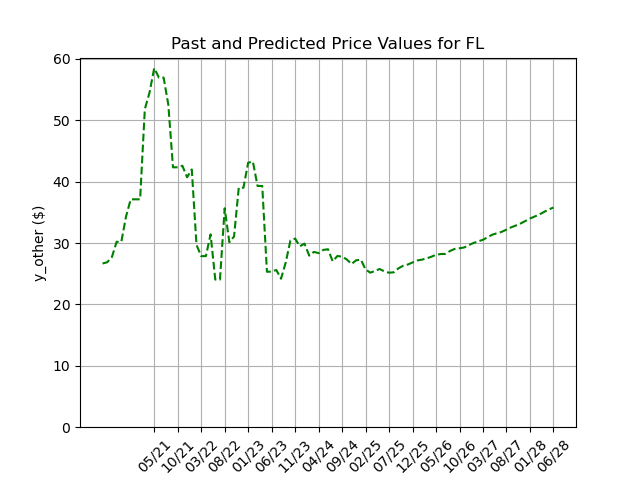 Past and Predicted Price Values for FL
y_other ($)
60
50
40
30
20
10
0
05/21 10/21 03/22 08/22 01/23 06/23 11/23 04/24 09/24 02/25 07/25 12/25 05/26 10/26 03/27 08/27 01/28 06/28